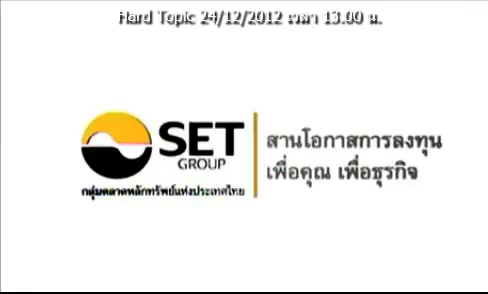 Hard Topic 24/12/2012 เวลา 13.00 น.
SET
GROUP
กลุ่มตลาดหลักทรัพย์แห่งประเทศไทย
สานโอกาสการลงทุน
เพื่อคุณ เพื่อธุรกิจ